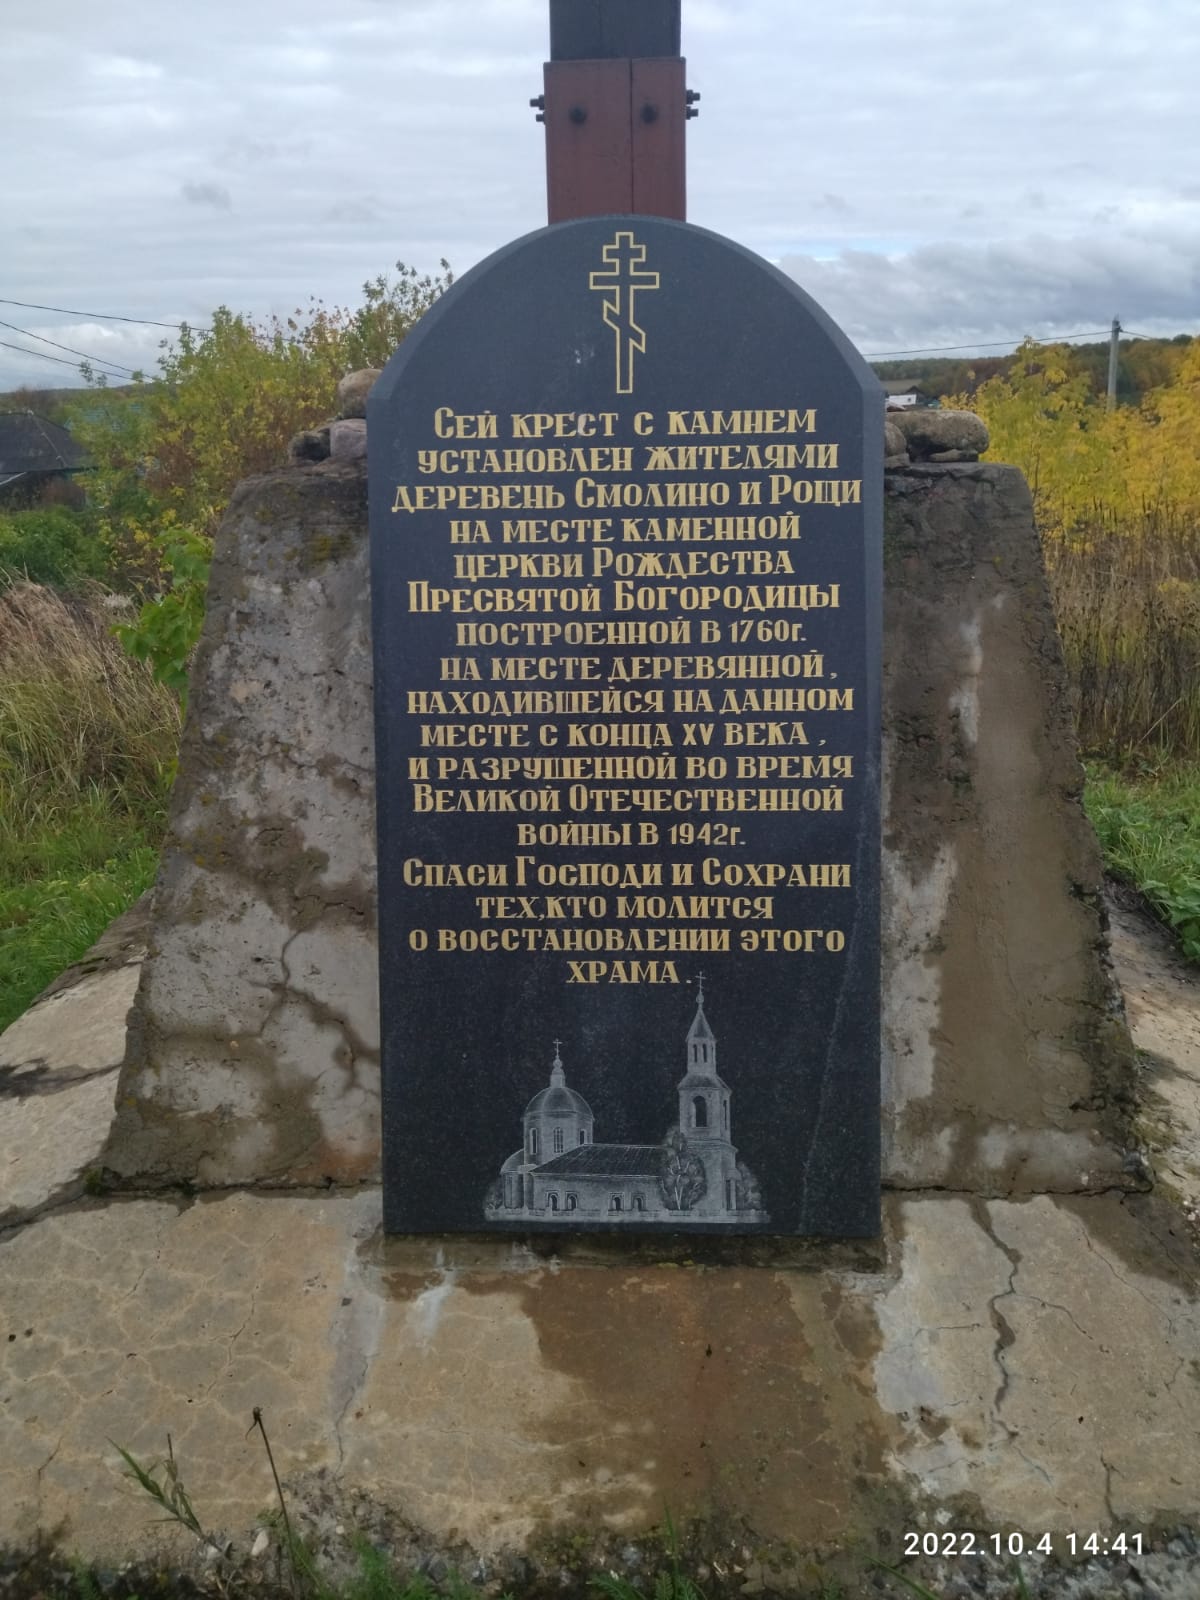 Сей крест с камнем
установлен жителями
деревень Смолино и Рощи
на месте каменной
церкви Рождества
Пресвятой Богородицы
построенной в 1760г.
на месте деревянной,
находившейся на данном
месте с конца XV века,
и разрушенной во время
Великой Отечественной
войны в 1942г.
Спаси Господи и Сохрани
тех,кто молится
о восстановлении этого
храма.
2022.10.4 14:41